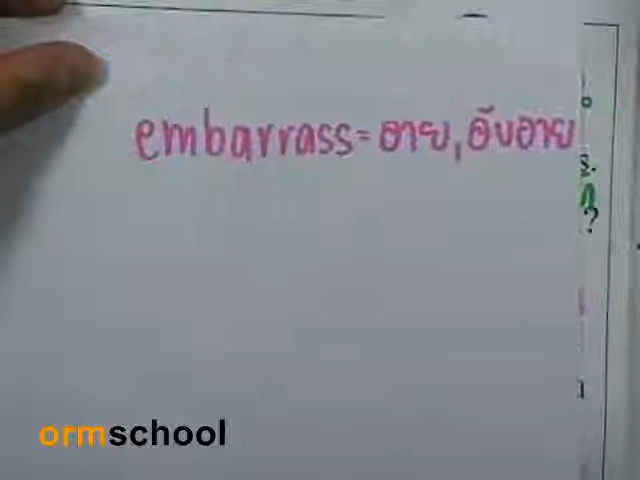 embarrass = อาย, อับอาย
?
ormschool